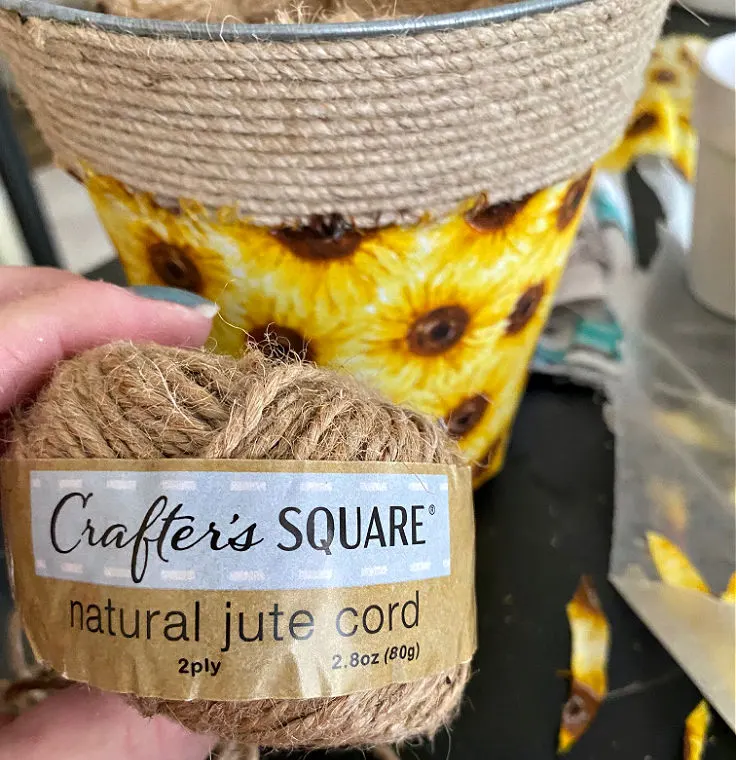 Crafter's SQUARE®
natural jute cord
2ply 2.8oz (80g)